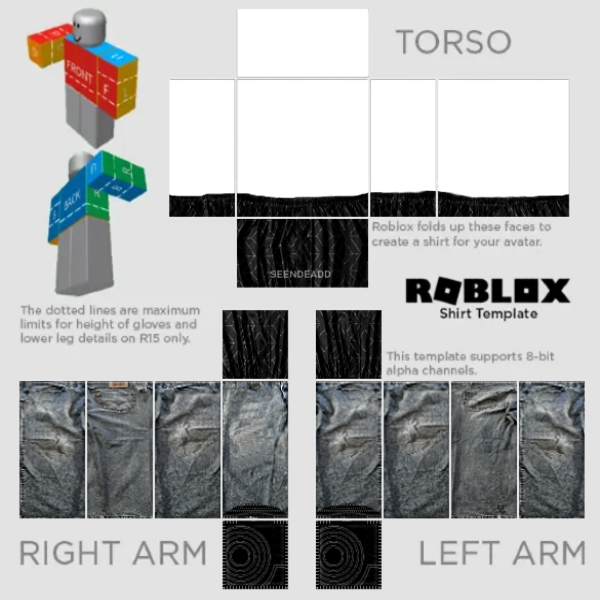 TORSO
FRONT
F
BACK
Roblox folds up these faces to
create a shirt for your avatar.
SEENDEADD
ROBLOX
Shirt Template
The dotted lines are maximum
limits for height of gloves and
lower leg details on R15 only.
This template supports 8-bit
alpha channels.
RIGHT ARM
LEFT ARM